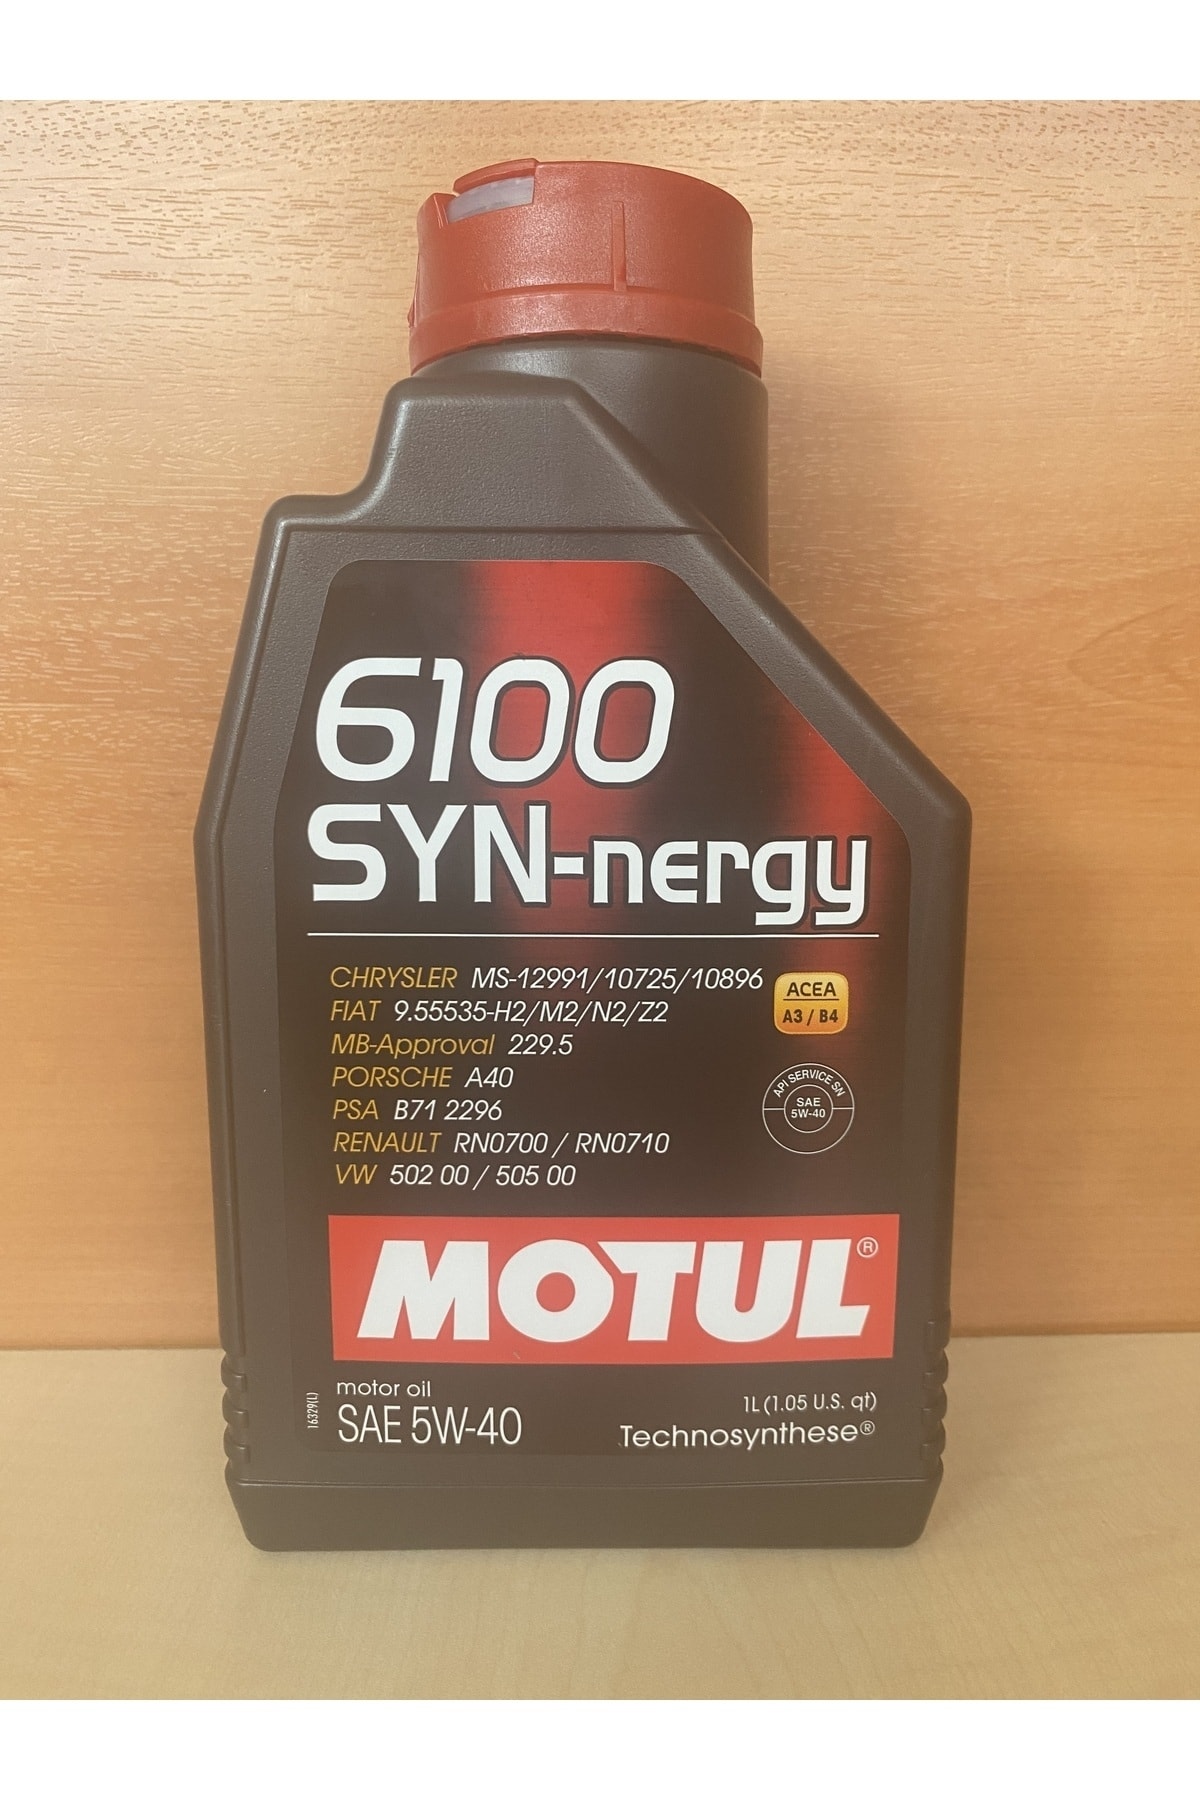 6100
SYN-nergy
CHRYSLER MS-12991/10725/10896
FIAT 9.55535-H2/M2/N2/Z2
MB-Approval 229.5
PORSCHE A40
PSA B71 2296
RENAULT RN0700 / RN0710
VW 502 00 / 505 00
ACEA
A3 / B4
API SERVICE SN
SAE
5W-40
MOTUL®
motor oil
SAE 5W-40
1L (1.05 U.S. qt)
Technosynthese®
16329(L)